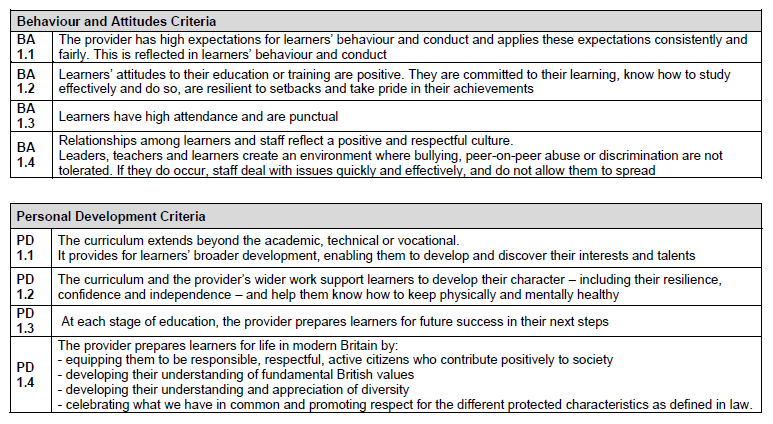 Behaviour and Attitudes Criteria
BA 1.1 The provider has high expectations for learners' behaviour and conduct and applies these expectations consistently and
fairly. This is reflected in learners' behaviour and conduct
BA 1.2 Learners' attitudes to their education or training are positive. They are committed to their learning, know how to study
effectively and do so, are resilient to setbacks and take pride in their achievements
BA 1.3 Learners have high attendance and are punctual
BA 1.4 Relationships among learners and staff reflect a positive and respectful culture.
Leaders, teachers and learners create an environment where bullying, peer-on-peer abuse or discrimination are not
tolerated. If they do occur, staff deal with issues quickly and effectively, and do not allow them to spread
Personal Development Criteria
PD 1.1 The curriculum extends beyond the academic, technical or vocational.
It provides for learners' broader development, enabling them to develop and discover their interests and talents
PD 1.2 The curriculum and the provider's wider work support learners to develop their character – including their resilience,
confidence and independence – and help them know how to keep physically and mentally healthy
PD 1.3 At each stage of education, the provider prepares learners for future success in their next steps
PD 1.4 The provider prepares learners for life in modern Britain by:
- equipping them to be responsible, respectful, active citizens who contribute positively to society
- developing their understanding of fundamental British values
- developing their understanding and appreciation of diversity
- celebrating what we have in common and promoting respect for the different protected characteristics as defined in law.